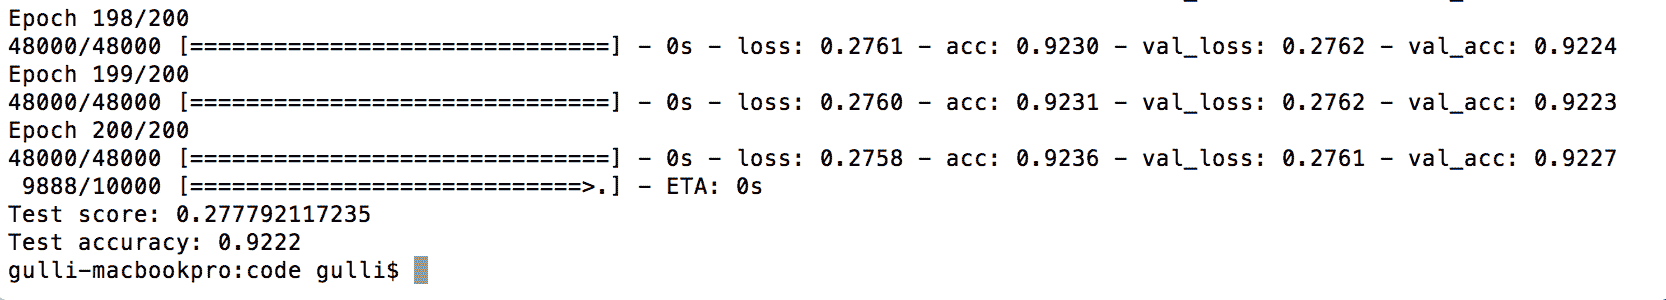 Epoch 198/200
48000/48000 [==============================] - 0s - loss: 0.2761 - acc: 0.9230 - val_loss: 0.2762 - val_acc: 0.9224
Epoch 199/200
48000/48000 [==============================] - 0s - loss: 0.2760 - acc: 0.9231 - val_loss: 0.2762 - val_acc: 0.9223
Epoch 200/200
48000/48000 [==============================] - 0s - loss: 0.2758 - acc: 0.9236 - val_loss: 0.2761 - val_acc: 0.9227
 9888/10000 [============================>.] - ETA: 0s
Test score: 0.277792117235
Test accuracy: 0.9222
gulli-macbookpro:code gulli$